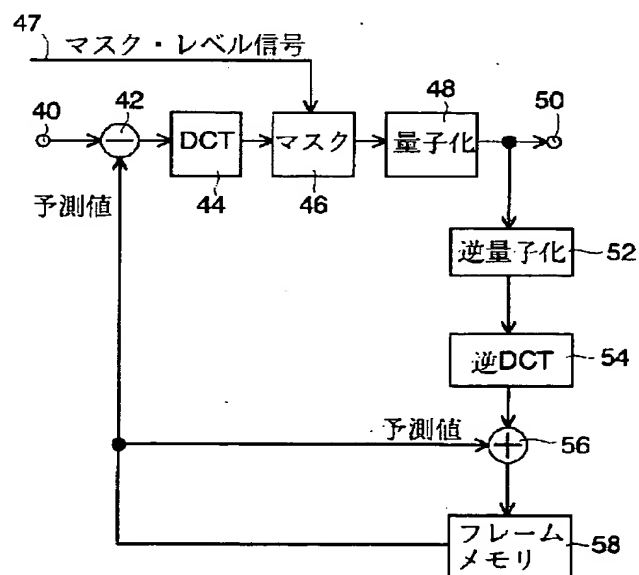 47
マスク・レベル信号
40
42
48
50
DCT
マスク
量子化
44
46
予測値
逆量子化
52
逆DCT
54
予測値
56
フレーム
メモリ
58